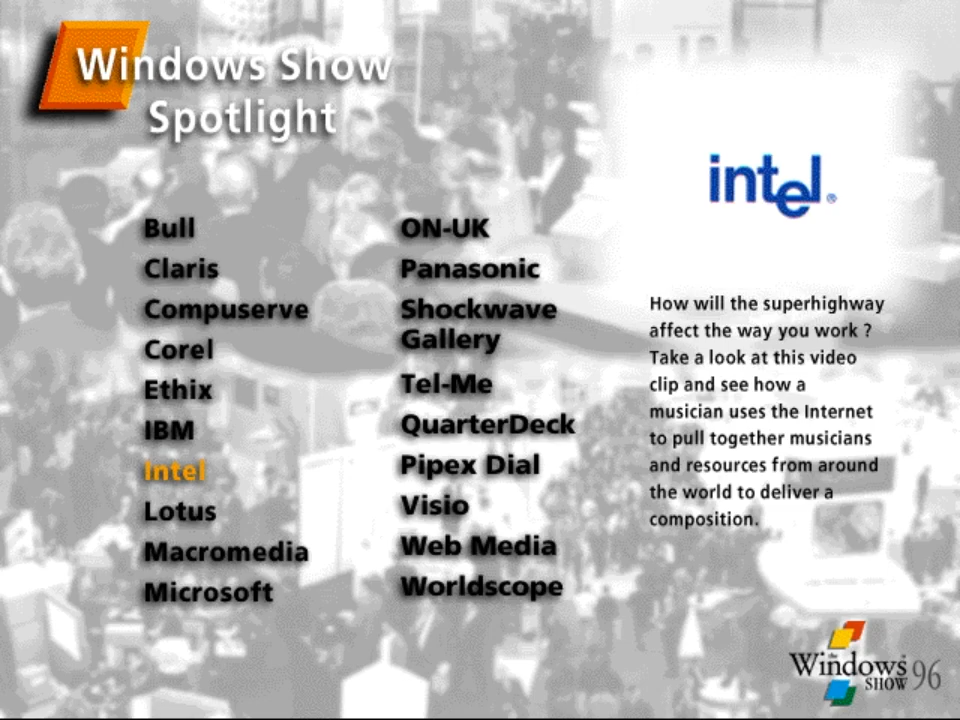 Windows Show
Spotlight
Bull
Claris
Compuserve
Corel
Ethix
IBM
Intel
Lotus
Macromedia
Microsoft
ON-UK
Panasonic
Shockwave
Gallery
Tel-Me
QuarterDeck
Pipex Dial
Visio
Web Media
Worldscope
intel®
How will the superhighway
affect the way you work ?
Take a look at this video
clip and see how a
musician uses the Internet
to pull together musicians
and resources from around
the world to deliver a
composition.
the
Windows
SHOW 96